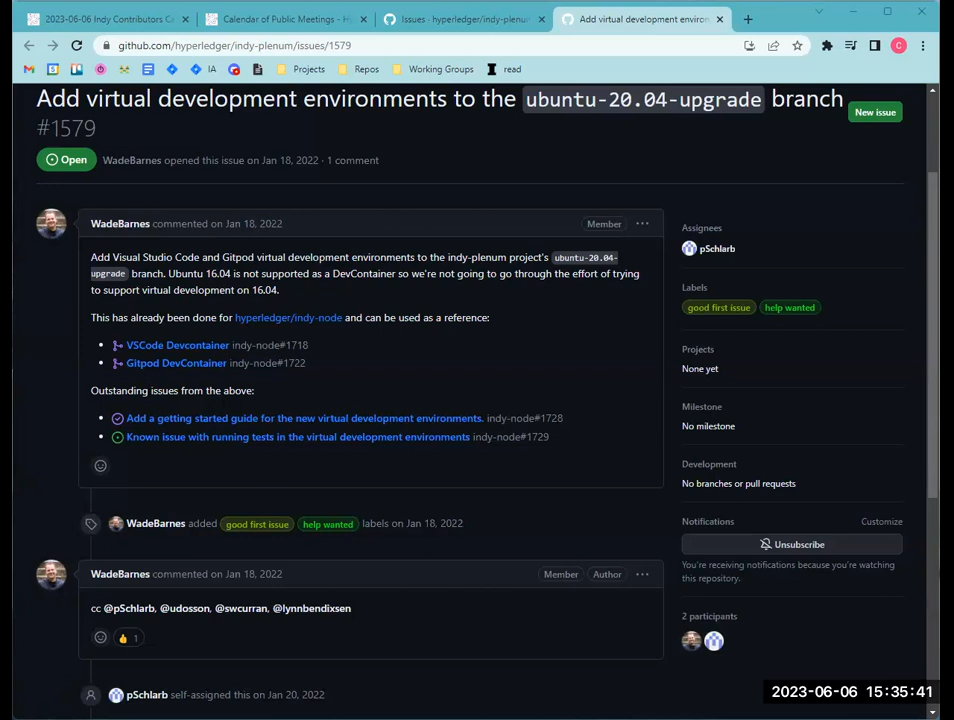 2023-06-06 Indy Contributors C
Calendar of Public Meetings - H
Issues · hyperledger/indy-plenum
Add virtual development environ
github.com/hyperledger/indy-plenum/issues/1579
C
IA
Projects
Repos
Working Groups
read
Add virtual development environments to the ubuntu-20.04-upgrade branch
#1579
New issue
Open
WadeBarnes opened this issue on Jan 18, 2022 · 1 comment
WadeBarnes commented on Jan 18, 2022
Member
Add Visual Studio Code and Gitpod virtual development environments to the indy-plenum project's ubuntu-20.04-
upgrade branch. Ubuntu 16.04 is not supported as a DevContainer so we're not going to go through the effort of trying
to support virtual development on 16.04.
This has already been done for hyperledger/indy-node and can be used as a reference:
• VSCode Devcontainer indy-node#1718
• Gitpod DevContainer indy-node#1722
Outstanding issues from the above:
• Add a getting started guide for the new virtual development environments. indy-node#1728
• Known issue with running tests in the virtual development environments indy-node#1729
WadeBarnes added good first issue help wanted labels on Jan 18, 2022
WadeBarnes commented on Jan 18, 2022
Member
Author
cc @pSchlarb, @udosson, @swcurran, @lynnbendixsen
👍 1
pSchlarb self-assigned this on Jan 20, 2022
Assignees
pSchlarb
Labels
good first issue help wanted
Projects
None yet
Milestone
No milestone
Development
No branches or pull requests
Notifications
Customize
Unsubscribe
You're receiving notifications because you're watching
this repository.
2 participants
2023-06-06 15:35:41